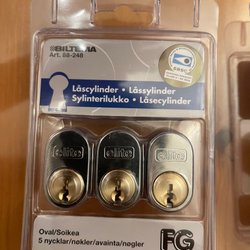 BILTEMA
Art. 88-248
Låscylinder • Låssylinder
Sylinterilukko • Låsecylinder
elite elite elite
Oval/Soikea
5 nycklar/nøkler/avainta/nøgler
FG